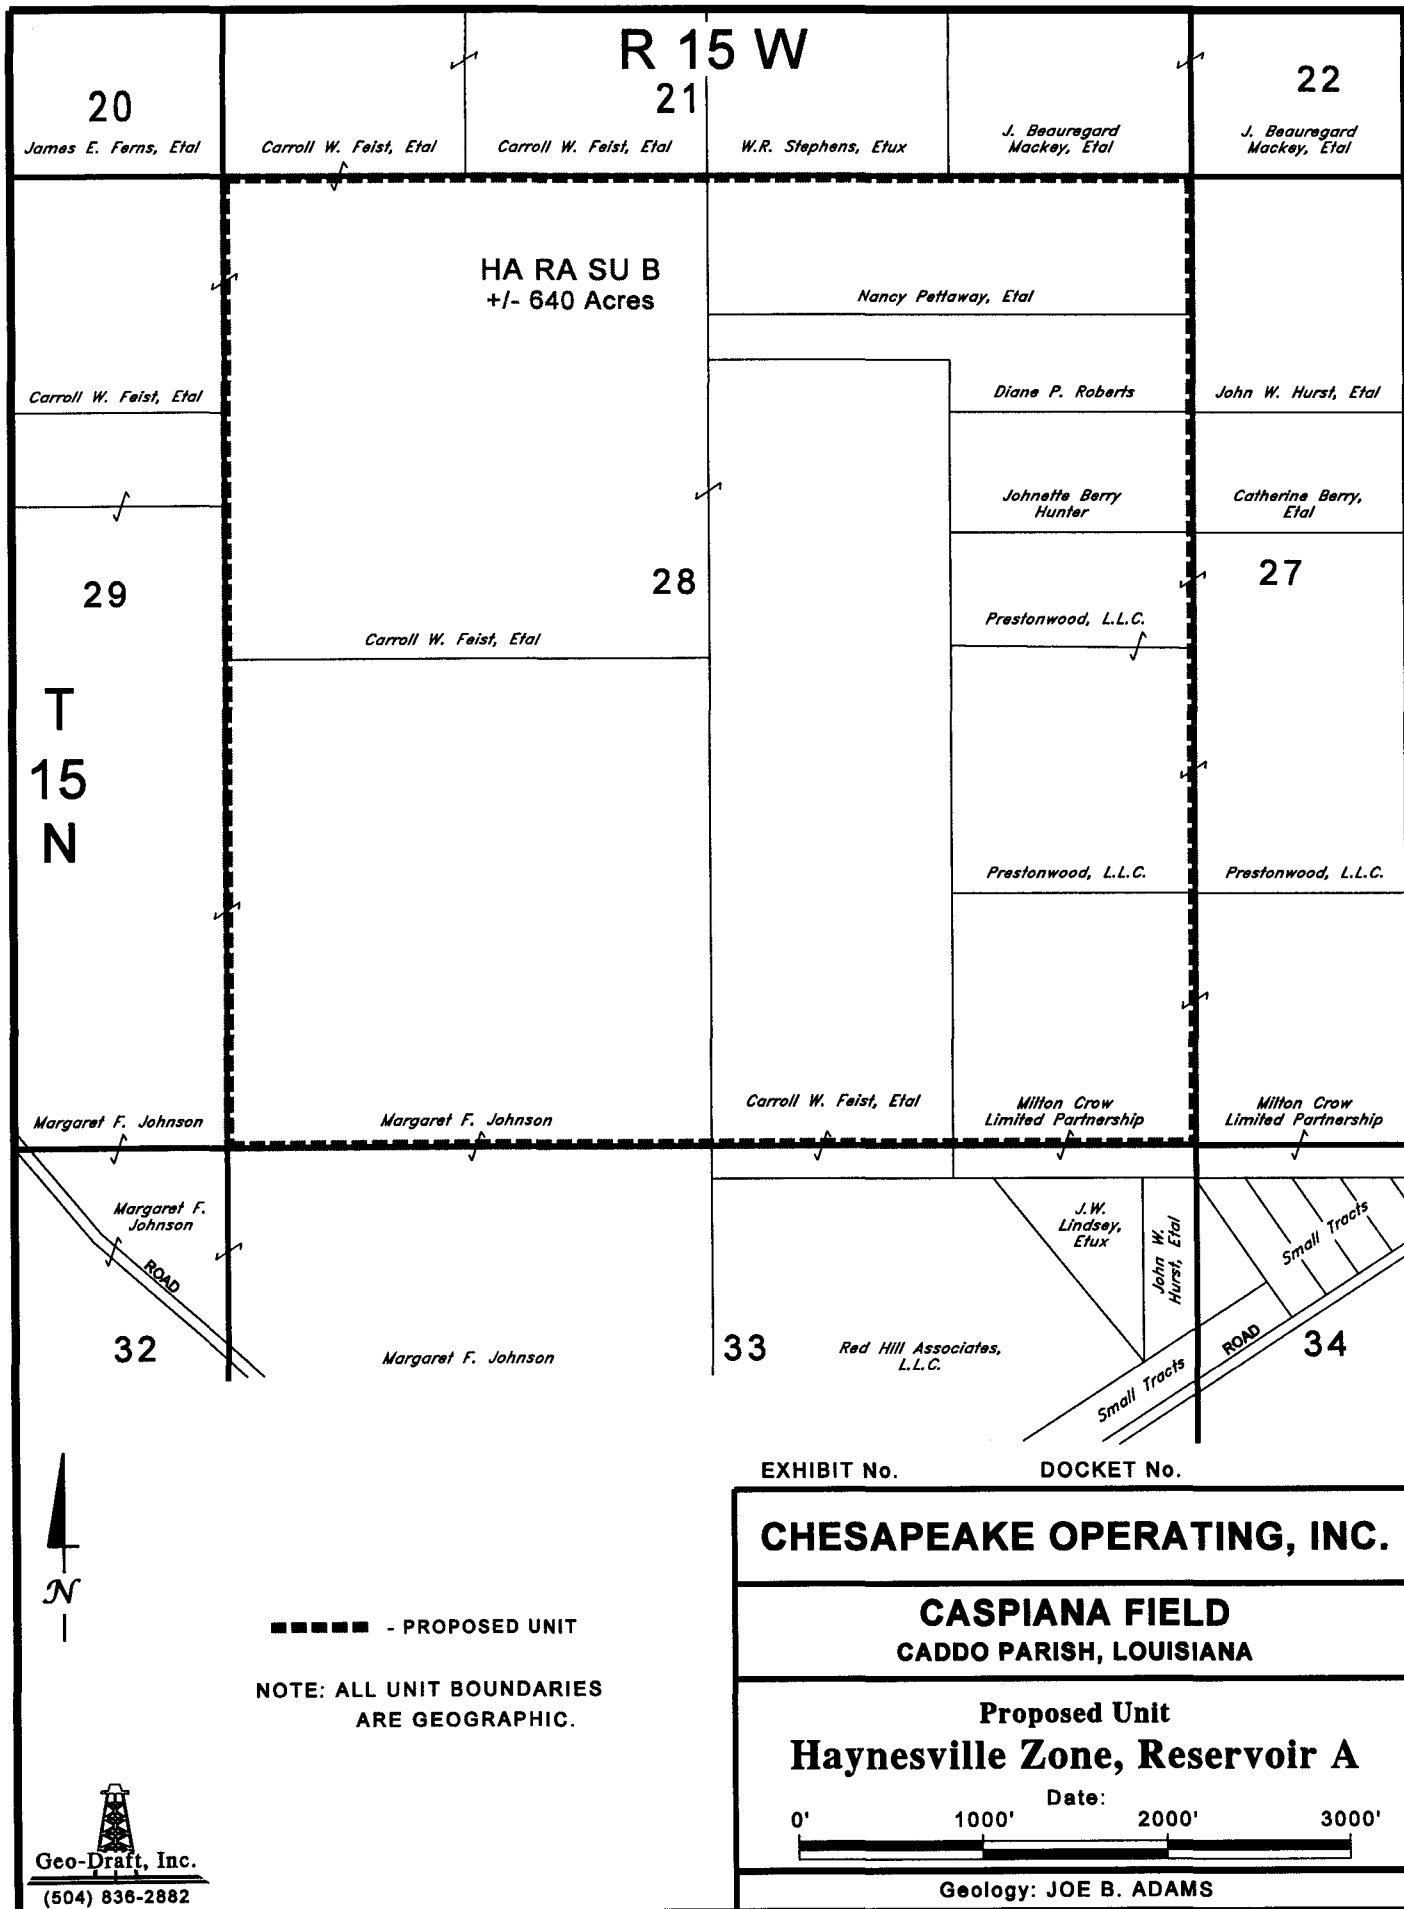 R 15 W
20
21
22
James E. Ferns, Etal
Carroll W. Feist, Etal
Carroll W. Feist, Etal
W.R. Stephens, Etux
J. Beauregard
Mackey, Etal
J. Beauregard
Mackey, Etal
HA RA SU B
+/- 640 Acres
Nancy Pettaway, Etal
Carroll W. Feist, Etal
Diane P. Roberts
John W. Hurst, Etal
Johnette Berry
Hunter
Catherine Berry,
Etal
29
28
27
Carroll W. Feist, Etal
Prestonwood, L.L.C.
T
15
N
Prestonwood, L.L.C.
Prestonwood, L.L.C.
Margaret F. Johnson
Margaret F. Johnson
Carroll W. Feist, Etal
Milton Crow
Limited Partnership
Milton Crow
Limited Partnership
Margaret F.
Johnson
ROAD
J.W.
Lindsey,
Etux
John W.
Hurst, Etal
Small Tracts
32
Margaret F. Johnson
33
Red Hill Associates,
L.L.C.
Small Tracts
ROAD
34
EXHIBIT No.
DOCKET No.
CHESAPEAKE OPERATING, INC.
CASPIANA FIELD
CADDO PARISH, LOUISIANA
N
- PROPOSED UNIT
NOTE: ALL UNIT BOUNDARIES
ARE GEOGRAPHIC.
Proposed Unit
Haynesville Zone, Reservoir A
Date:
0' 1000' 2000' 3000'
Geo-Draft, Inc.
(504) 836-2882
Geology: JOE B. ADAMS